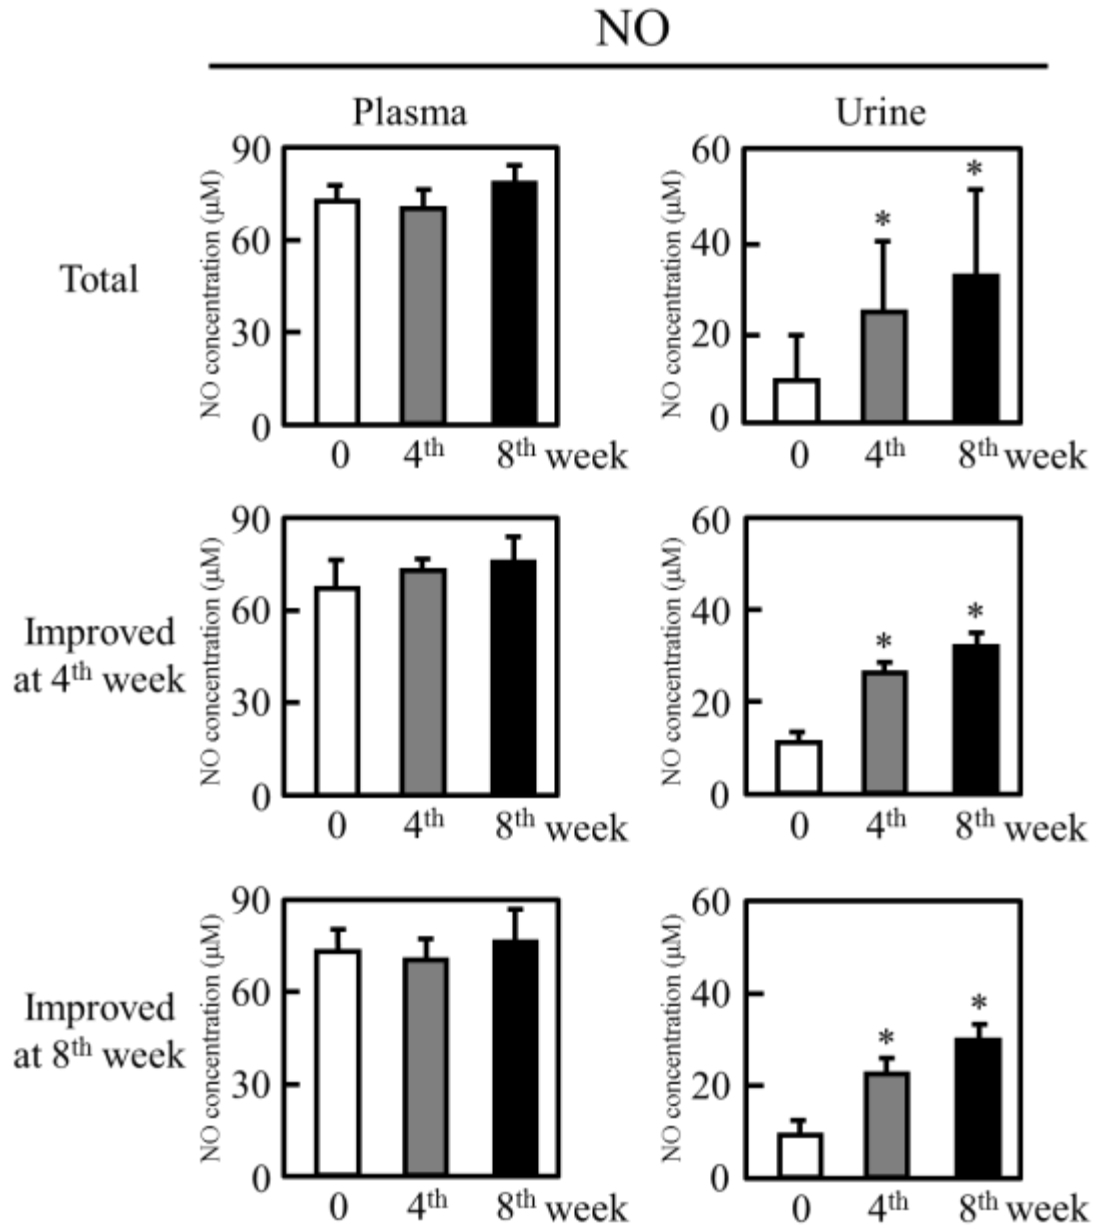 NO
Plasma
Urine
Total
NO concentration (μM)
90
60
30
0
0 4th 8th week
NO concentration (μM)
60
40
20
0
* *
0 4th 8th week
Improved
at 4th week
NO concentration (μM)
90
60
30
0
0 4th 8th week
NO concentration (μM)
60
40
20
0
* *
0 4th 8th week
Improved
at 8th week
NO concentration (μM)
90
60
30
0
0 4th 8th week
NO concentration (μM)
60
40
20
0
* *
0 4th 8th week